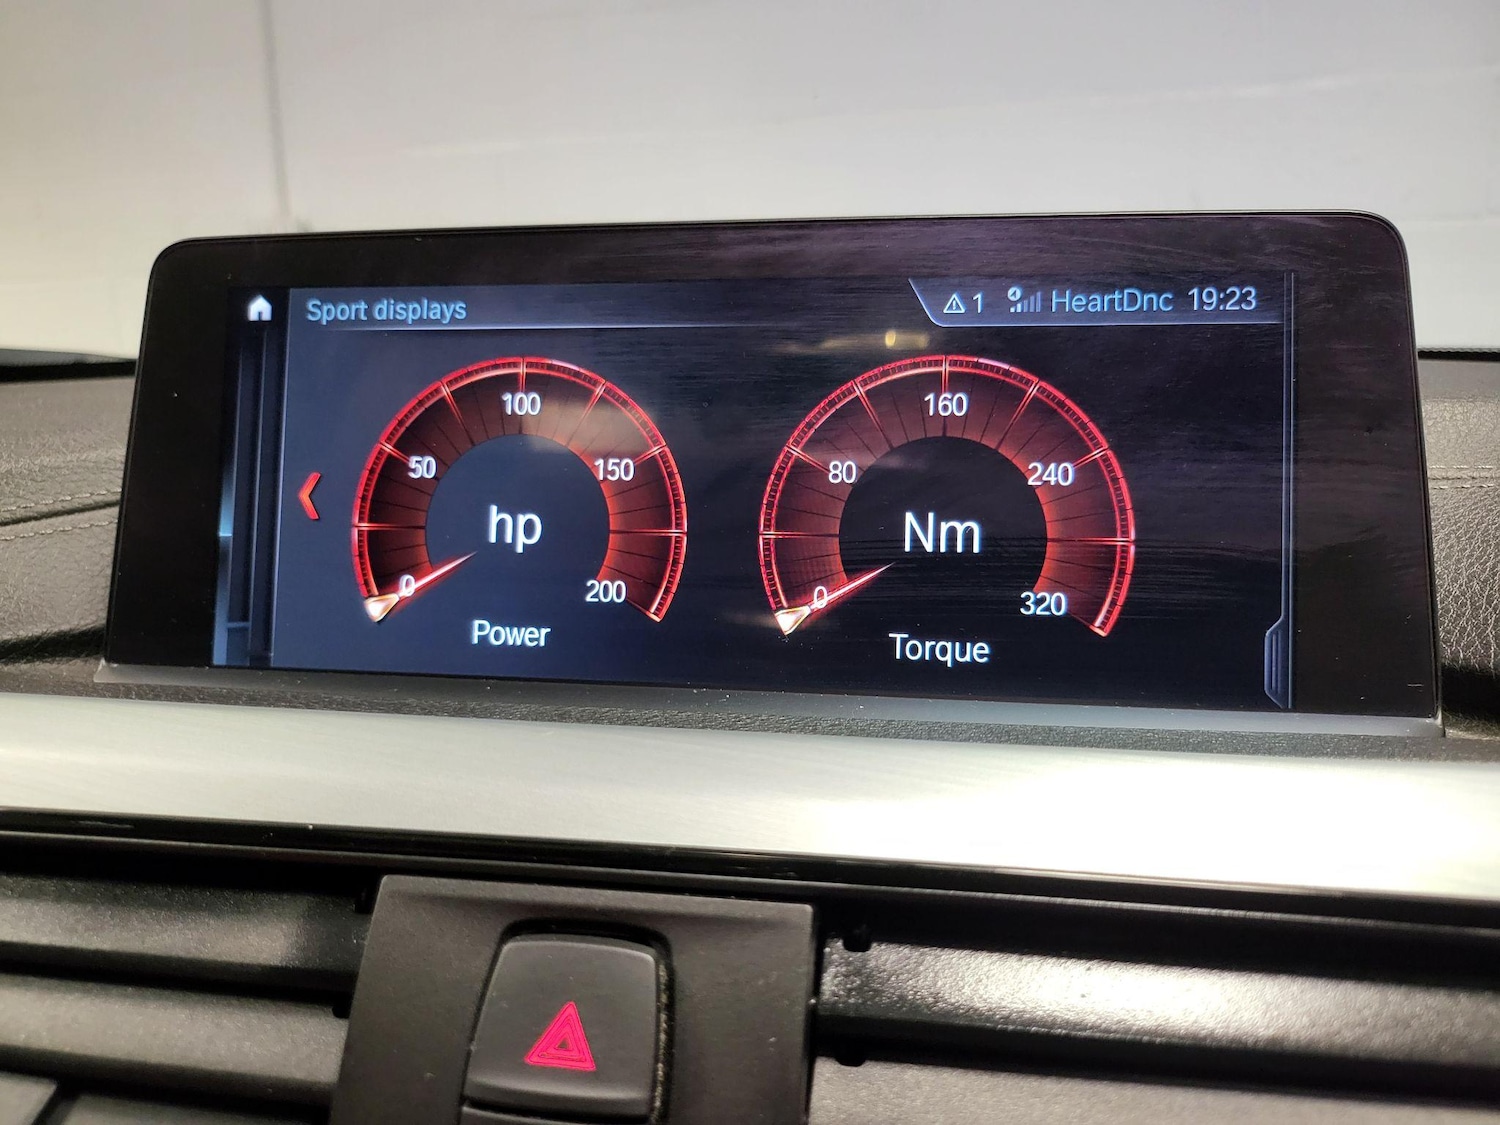 Sport displays
1 HeartDnc 19:23
0
50
100
150
200
hp
Power
0
80
160
240
320
Nm
Torque